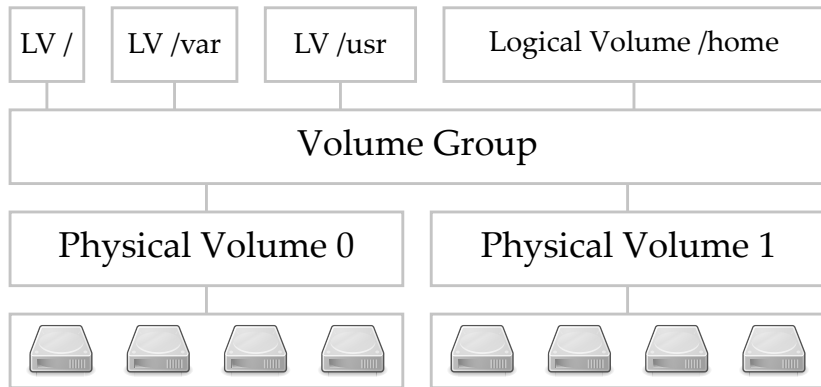 LV /
LV /var
LV /usr
Logical Volume /home
Volume Group
Physical Volume 0
Physical Volume 1